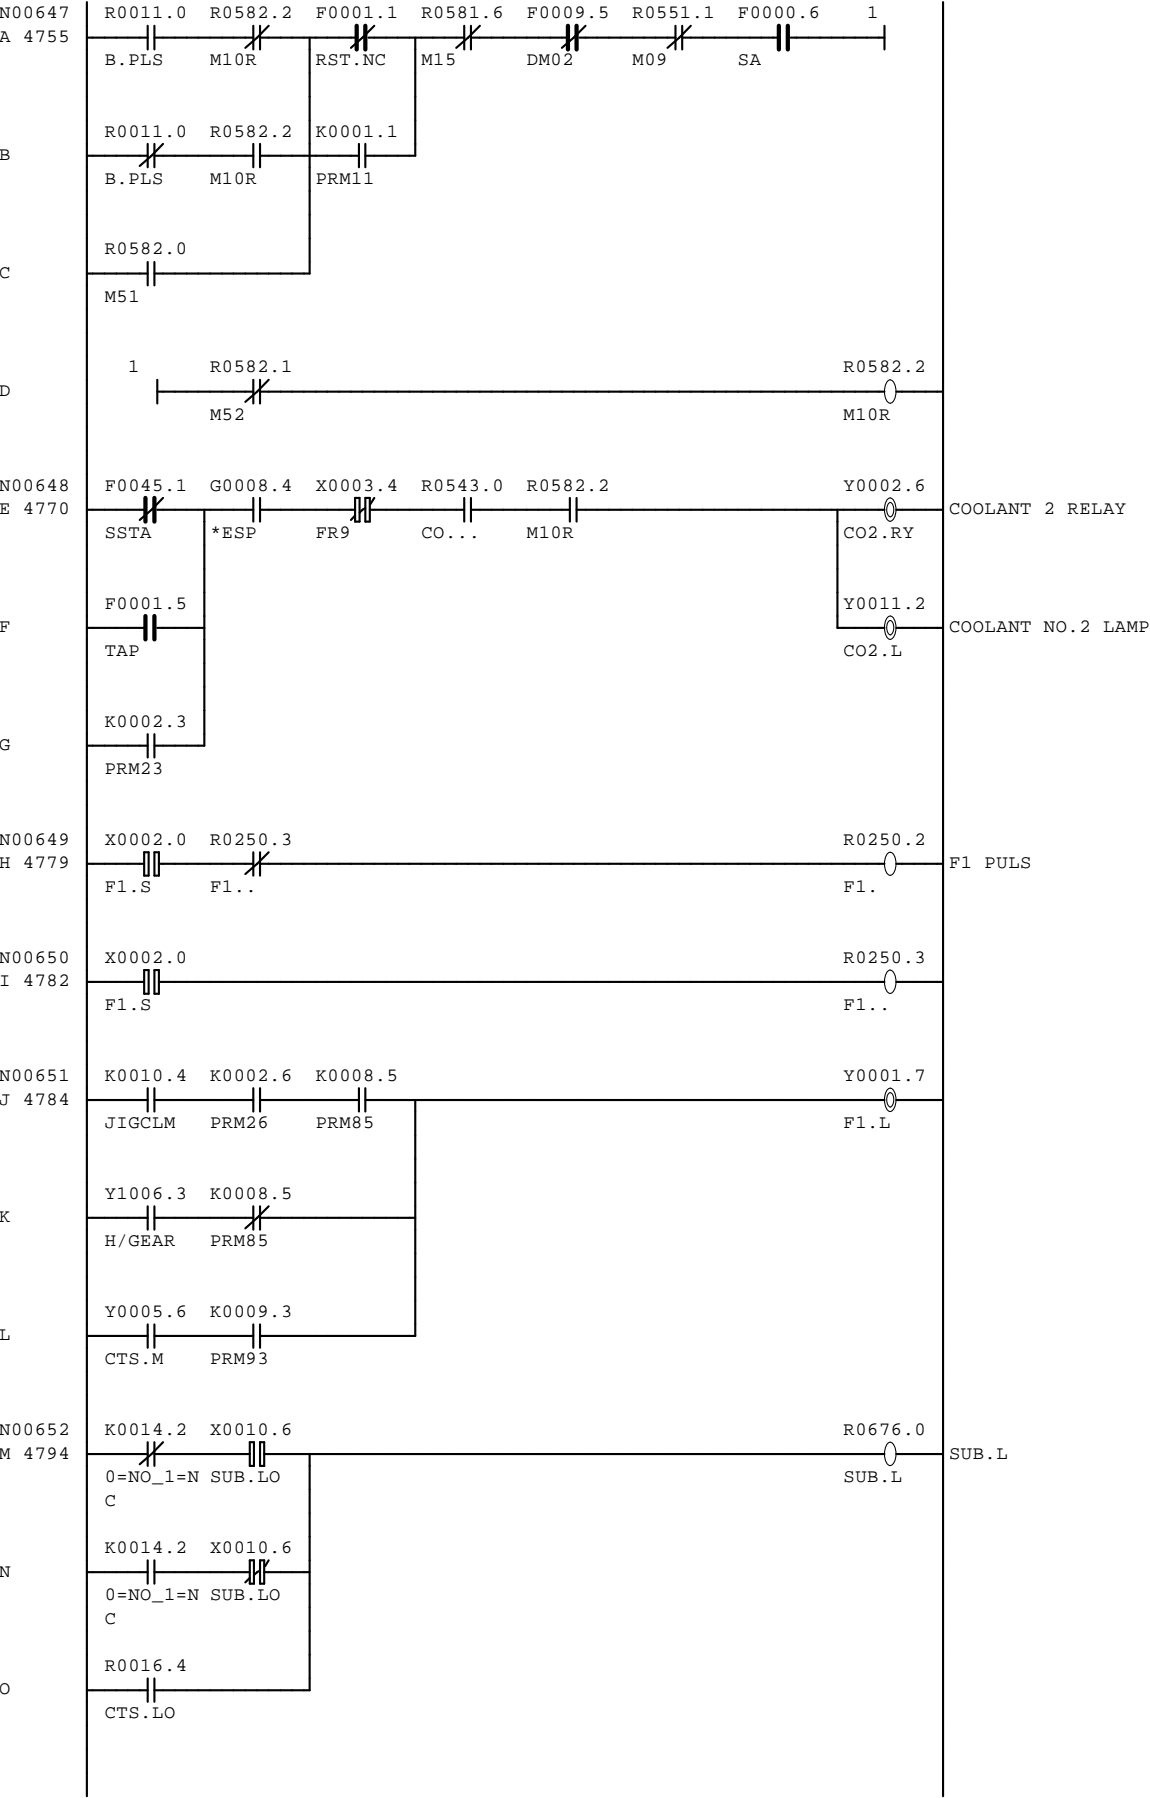 N00647 R0011.0 R0582.2 F0001.1 R0581.6 F0009.5 R0551.1 F0000.6 1
A 4755
B.PLS M10R RST.NC M15 DM02 M09 SA
R0011.0 R0582.2 K0001.1
B
B.PLS M10R PRM11
R0582.0
C
M51
1 R0582.1 R0582.2
D
M52 M10R
N00648 F0045.1 G0008.4 X0003.4 R0543.0 R0582.2 Y0002.6
E 4770 COOLANT 2 RELAY
SSTA *ESP FR9 CO... M10R CO2.RY
F0001.5 Y0011.2
F COOLANT NO.2 LAMP
TAP CO2.L
K0002.3
G
PRM23
N00649 X0002.0 R0250.3 R0250.2
H 4779 F1 PULS
F1.S F1.. F1.
N00650 X0002.0 R0250.3
I 4782
F1.S F1..
N00651 K0010.4 K0002.6 K0008.5 Y0001.7
J 4784
JIGCLM PRM26 PRM85 F1.L
Y1006.3 K0008.5
K
H/GEAR PRM85
Y0005.6 K0009.3
L
CTS.M PRM93
N00652 K0014.2 X0010.6 R0676.0
M 4794 SUB.L
0=NO_1=N SUB.LO SUB.L
C
K0014.2 X0010.6
N
0=NO_1=N SUB.LO
C
R0016.4
O
CTS.LO